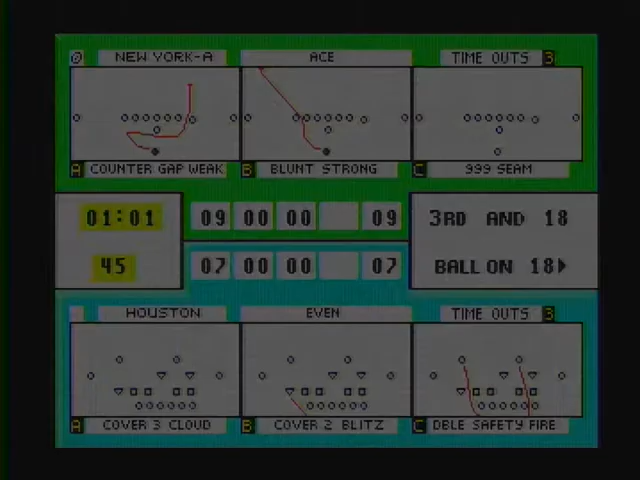 NEW YORK-A ACE TIME OUTS 3
A COUNTER GAP WEAK B BLUNT STRONG C 999 SEAM
01:01 09 00 00 09 3RD AND 18
45 07 00 00 07 BALL ON 18
HOUSTON EVEN TIME OUTS 3
A COVER 3 CLOUD B COVER 2 BLITZ C DBLE SAFETY FIRE